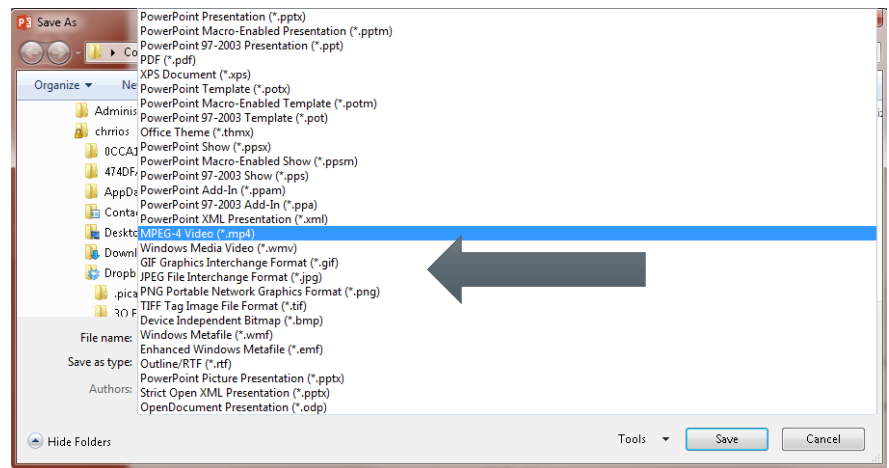 Save As
Co
Organize
Ne
Adminis
chrrios
0CCA1
474DF
AppDa
Conta
Deskto
Downl
Dropb
.pica
3O F
PowerPoint Presentation (*.pptx)
PowerPoint Macro-Enabled Presentation (*.pptm)
PowerPoint 97-2003 Presentation (*.ppt)
PDF (*.pdf)
XPS Document (*.xps)
PowerPoint Template (*.potx)
PowerPoint Macro-Enabled Template (*.potm)
PowerPoint 97-2003 Template (*.pot)
Office Theme (*.thmx)
PowerPoint Show (*.ppsx)
PowerPoint Macro-Enabled Show (*.ppsm)
PowerPoint 97-2003 Show (*.pps)
PowerPoint Add-In (*.ppam)
PowerPoint 97-2003 Add-In (*.ppa)
PowerPoint XML Presentation (*.xml)
MPEG-4 Video (*.mp4)
Windows Media Video (*.wmv)
GIF Graphics Interchange Format (*.gif)
JPEG File Interchange Format (*.jpg)
PNG Portable Network Graphics Format (*.png)
TIFF Tag Image File Format (*.tif)
Device Independent Bitmap (*.bmp)
Windows Metafile (*.wmf)
Enhanced Windows Metafile (*.emf)
Outline/RTF (*.rtf)
PowerPoint Picture Presentation (*.pptx)
Strict Open XML Presentation (*.pptx)
OpenDocument Presentation (*.odp)
File name:
Save as type:
Authors:
Hide Folders
Tools
Save
Cancel